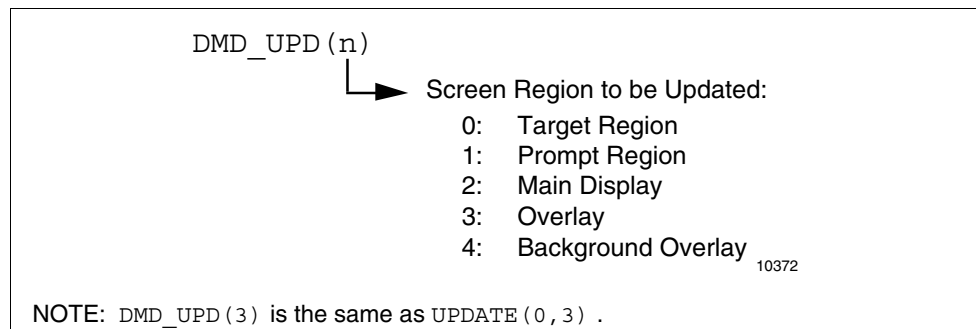 DMD_UPD(n)
Screen Region to be Updated:
0: Target Region
1: Prompt Region
2: Main Display
3: Overlay
4: Background Overlay
10372
NOTE: DMD_UPD(3) is the same as UPDATE(0,3) .